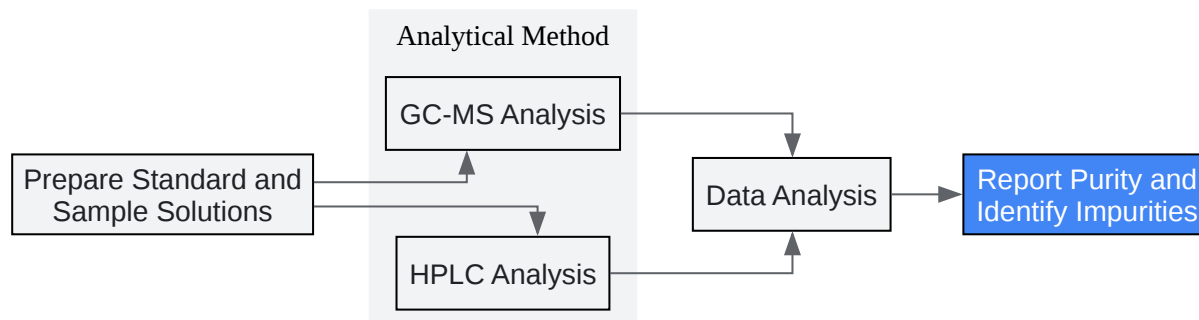 Analytical Method
GC-MS Analysis
Prepare Standard and
Sample Solutions
HPLC Analysis
Data Analysis
Report Purity and
Identify Impurities